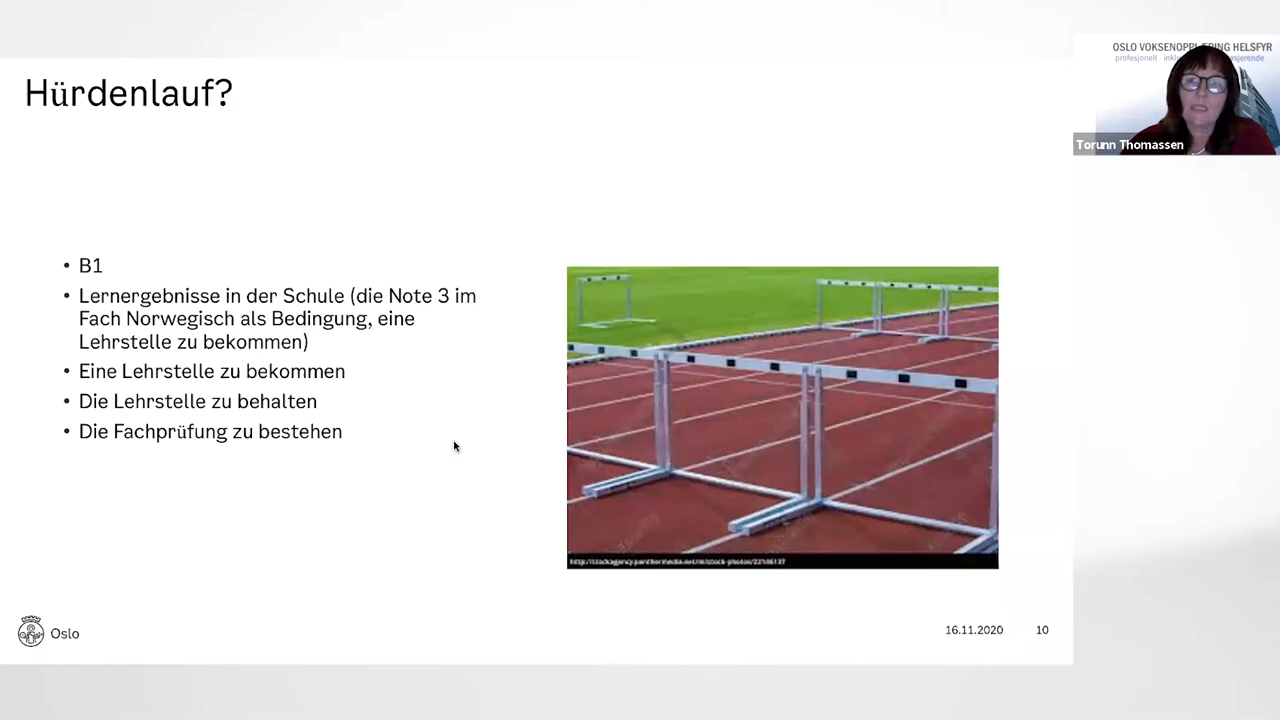 Hürdenlauf?
OSLO VOKSENOPPL RING HELSFYR
profesjonell
Torunn Thomassen
• B1
• Lernergebnisse in der Schule (die Note 3 im
Fach Norwegisch als Bedingung, eine
Lehrstelle zu bekommen)
• Eine Lehrstelle zu bekommen
• Die Lehrstelle zu behalten
• Die Fachprüfung zu bestehen
Oslo
16.11.2020
10